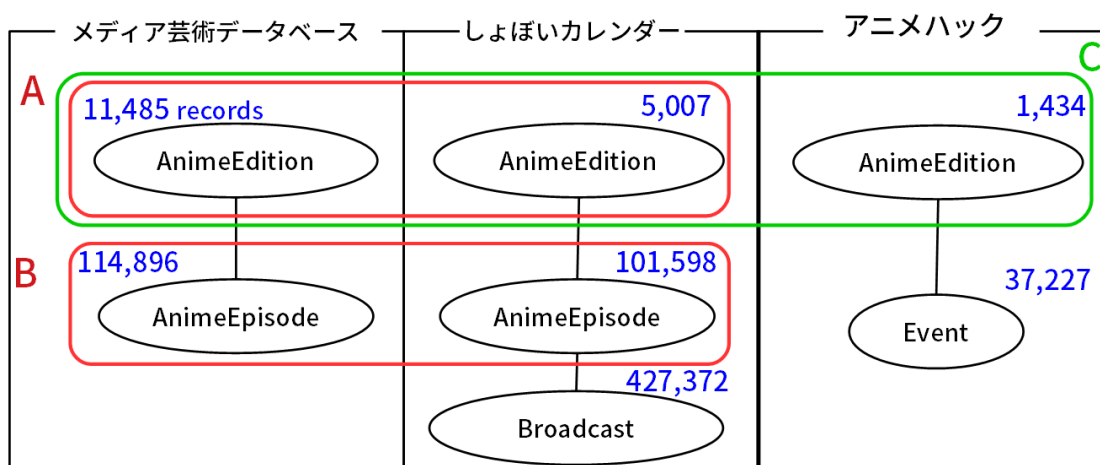 メディア芸術データベース
しょぼいカレンダー
アニメハック
A
C
11,485 records
5,007
1,434
AnimeEdition
AnimeEdition
AnimeEdition
B
114,896
101,598
37,227
AnimeEpisode
AnimeEpisode
Event
427,372
Broadcast